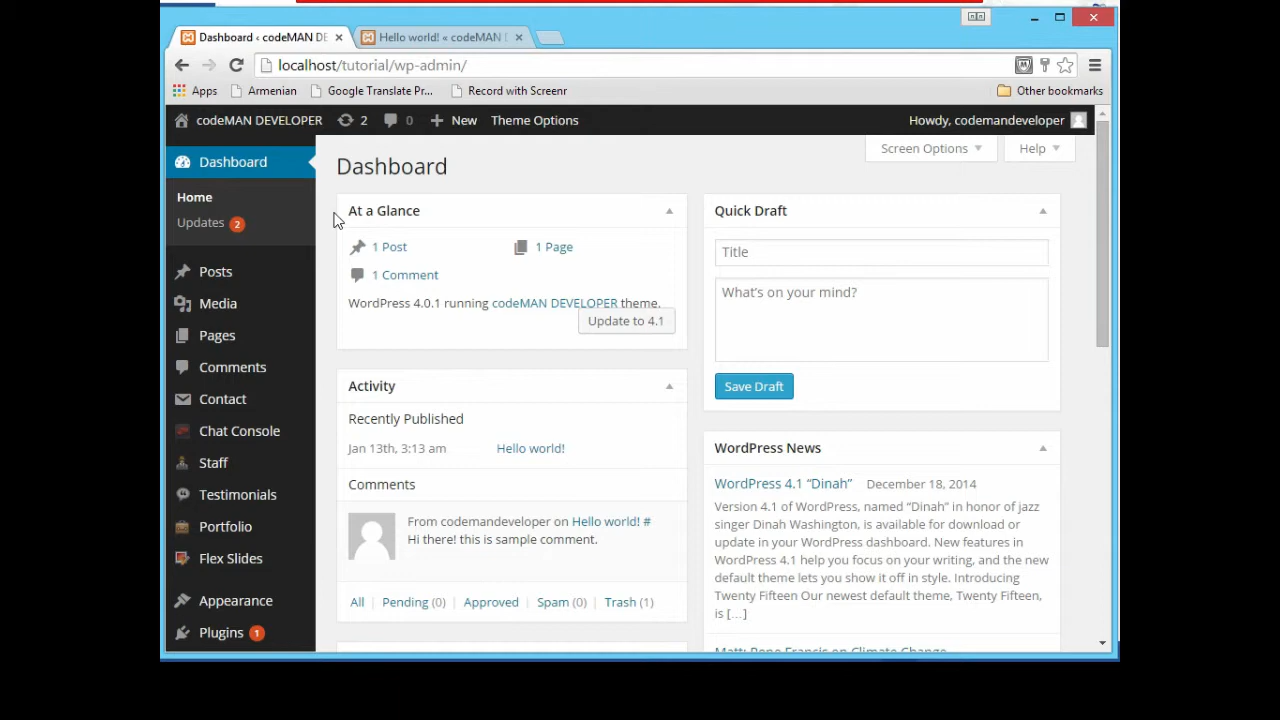 Dashboard ‹ codeMAN DE
Hello world! « codeMAN D
localhost/tutorial/wp-admin/
Apps
Armenian
Google Translate Pr...
Record with Screenr
Other bookmarks
codeMAN DEVELOPER
2
0
New
Theme Options
Howdy, codemandeveloper
Dashboard
Home
Updates 2
Posts
Media
Pages
Comments
Contact
Chat Console
Staff
Testimonials
Portfolio
Flex Slides
Appearance
Plugins 1
Screen Options
Help
Dashboard
At a Glance
1 Post
1 Page
1 Comment
WordPress 4.0.1 running codeMAN DEVELOPER theme.
Update to 4.1
Activity
Recently Published
Jan 13th, 3:13 am
Hello world!
Comments
From codemandeveloper on Hello world! #
Hi there! this is sample comment.
All | Pending (0) | Approved | Spam (0) | Trash (1)
Quick Draft
Title
What's on your mind?
Save Draft
WordPress News
WordPress 4.1 “Dinah” December 18, 2014
Version 4.1 of WordPress, named “Dinah” in honor of jazz
singer Dinah Washington, is available for download or
update in your WordPress dashboard. New features in
WordPress 4.1 help you focus on your writing, and the new
default theme lets you show it off in style. Introducing
Twenty Fifteen Our newest default theme, Twenty Fifteen,
is […]
Matt: Pope Francis on Climate Change